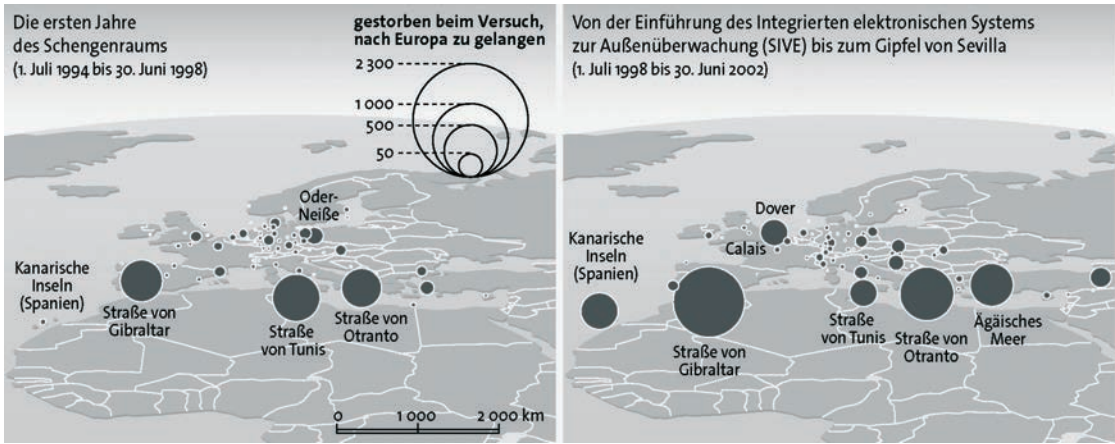 Die ersten Jahre
des Schengenraums
(1. Juli 1994 bis 30. Juni 1998)
gestorben beim Versuch,
nach Europa zu gelangen
2 300
1 000
500
50
Oder-
Neiße
Kanarische
Inseln
(Spanien)
Straße von
Gibraltar
Straße
von Tunis
Straße von
Otranto
0
1 000
2 000 km
Von der Einführung des Integrierten elektronischen Systems
zur Außenüberwachung (SIVE) bis zum Gipfel von Sevilla
(1. Juli 1998 bis 30. Juni 2002)
Dover
Calais
Kanarische
Inseln
(Spanien)
Straße von
Gibraltar
Straße
von Tunis
Straße von
Otranto
Ägäisches
Meer